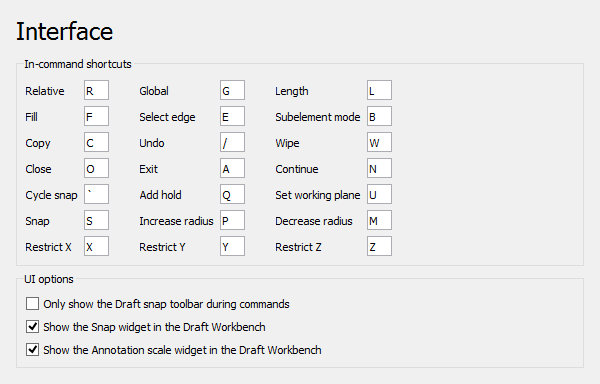 Interface
In-command shortcuts
Relative R Global G Length L
Fill F Select edge E Subelement mode B
Copy C Undo / Wipe W
Close O Exit A Continue N
Cycle snap ` Add hold Q Set working plane U
Snap S Increase radius P Decrease radius M
Restrict X X Restrict Y Y Restrict Z Z
UI options
Only show the Draft snap toolbar during commands
Show the Snap widget in the Draft Workbench
Show the Annotation scale widget in the Draft Workbench